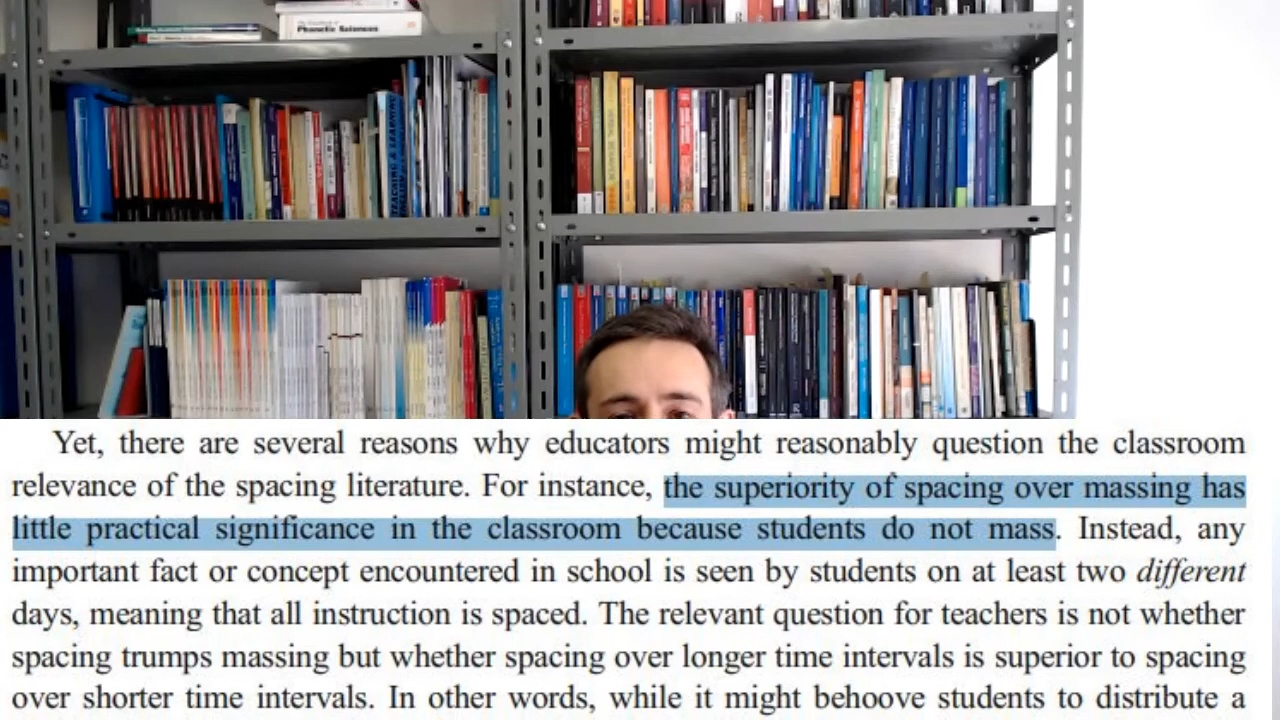 Phonetic Sciences
Yet, there are several reasons why educators might reasonably question the classroom
relevance of the spacing literature. For instance, the superiority of spacing over massing has
little practical significance in the classroom because students do not mass. Instead, any
important fact or concept encountered in school is seen by students on at least two different
days, meaning that all instruction is spaced. The relevant question for teachers is not whether
spacing trumps massing but whether spacing over longer time intervals is superior to spacing
over shorter time intervals. In other words, while it might behoove students to distribute a